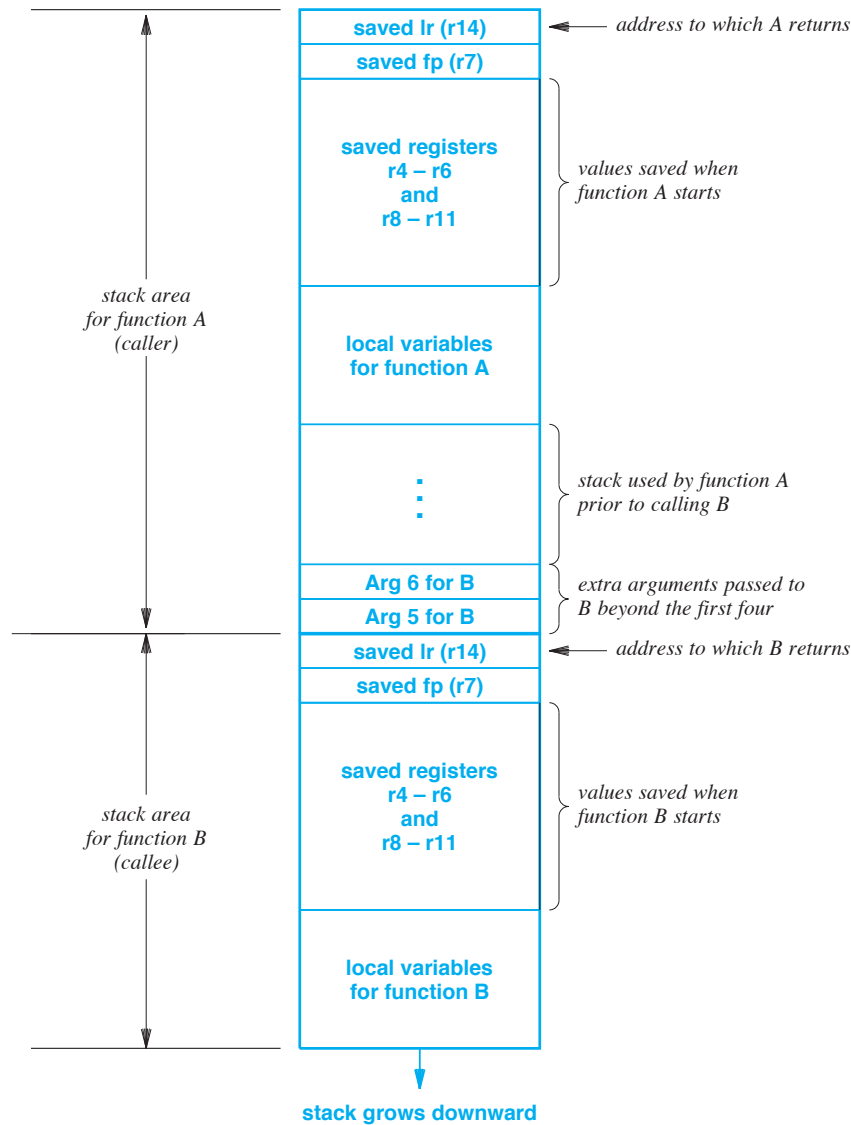 saved lr (r14)
address to which A returns
saved fp (r7)
saved registers
r4 – r6
and
r8 – r11
values saved when
function A starts
stack area
for function A
(caller)
local variables
for function A
stack used by function A
prior to calling B
Arg 6 for B
Arg 5 for B
extra arguments passed to
B beyond the first four
saved lr (r14)
address to which B returns
saved fp (r7)
saved registers
r4 – r6
and
r8 – r11
values saved when
function B starts
stack area
for function B
(callee)
local variables
for function B
stack grows downward